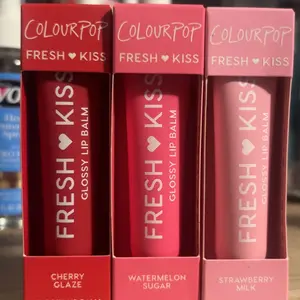 COLOURPOP
FRESH ♥ KISS
FRESH ♥ KISS
GLOSSY LIP BALM
CHERRY
GLAZE
COLOURPOP
FRESH ♥ KISS
FRESH ♥ KISS
GLOSSY LIP BALM
WATERMELON
SUGAR
COLOURPOP
FRESH ♥ KISS
FRESH ♥ KISS
GLOSSY LIP BALM
STRAWBERRY
MILK